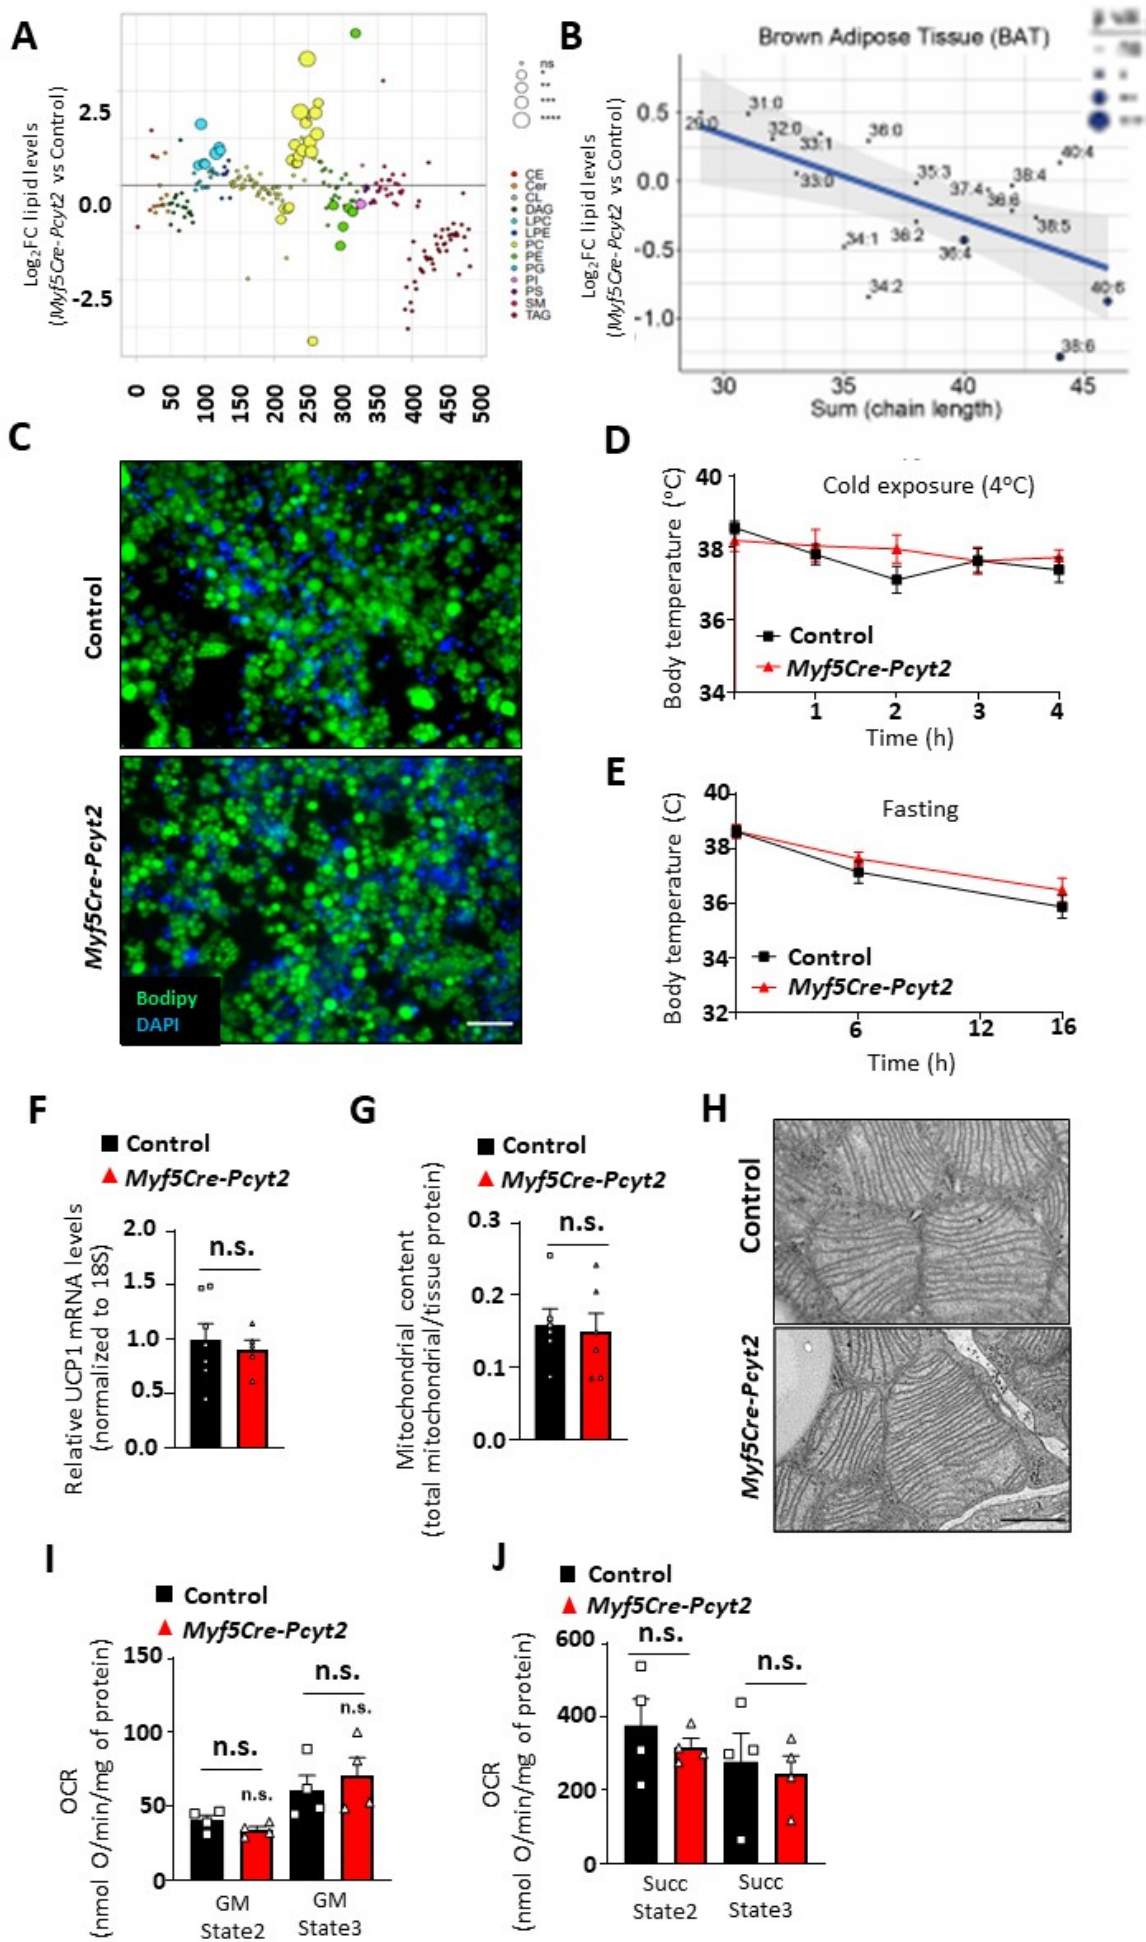 A
Log2FC lipid levels
(Myf5Cre-Pcyt2 vs Control)
2.5
0.0
-2.5
0 50 100 150 200 250 300 350 400 450 500
ns
*
**
***
****
CE
Cer
CL
DAG
LPC
LPE
PC
PE
PG
PI
PS
SM
TAG
B
Brown Adipose Tissue (BAT)
Log2FC lipid levels
(Myf5Cre-Pcyt2 vs Control)
0.5
0.0
-0.5
-1.0
29:0
31:0
32:0
33:1
36:0
33:0
35:3
40:4
37:4
38:4
36:6
38:5
34:1
36:2
36:4
34:2
40:6
38:6
30 35 40 45
Sum (chain length)
C
Control
Myf5Cre-Pcyt2
Bodipy
DAPI
D
Cold exposure (4°C)
Body temperature (°C)
40
38
36
34
Control
Myf5Cre-Pcyt2
1 2 3 4
Time (h)
E
Fasting
Body temperature (C)
40
38
36
34
32
Control
Myf5Cre-Pcyt2
6 12 16
Time (h)
F
Control
Myf5Cre-Pcyt2
Relative UCP1 mRNA levels
(normalized to 18S)
2.0
1.5
1.0
0.5
0.0
n.s.
G
Control
Myf5Cre-Pcyt2
Mitochondrial content
(total mitochondrial/tissue protein)
0.3
0.2
0.1
0.0
n.s.
H
Control
Myf5Cre-Pcyt2
I
Control
Myf5Cre-Pcyt2
OCR
(nmol O/min/mg of protein)
150
100
50
0
n.s.
n.s.
n.s.
n.s.
GM
State2
GM
State3
J
Control
Myf5Cre-Pcyt2
OCR
(nmol O/min/mg of protein)
600
400
200
0
n.s.
n.s.
Succ
State2
Succ
State3